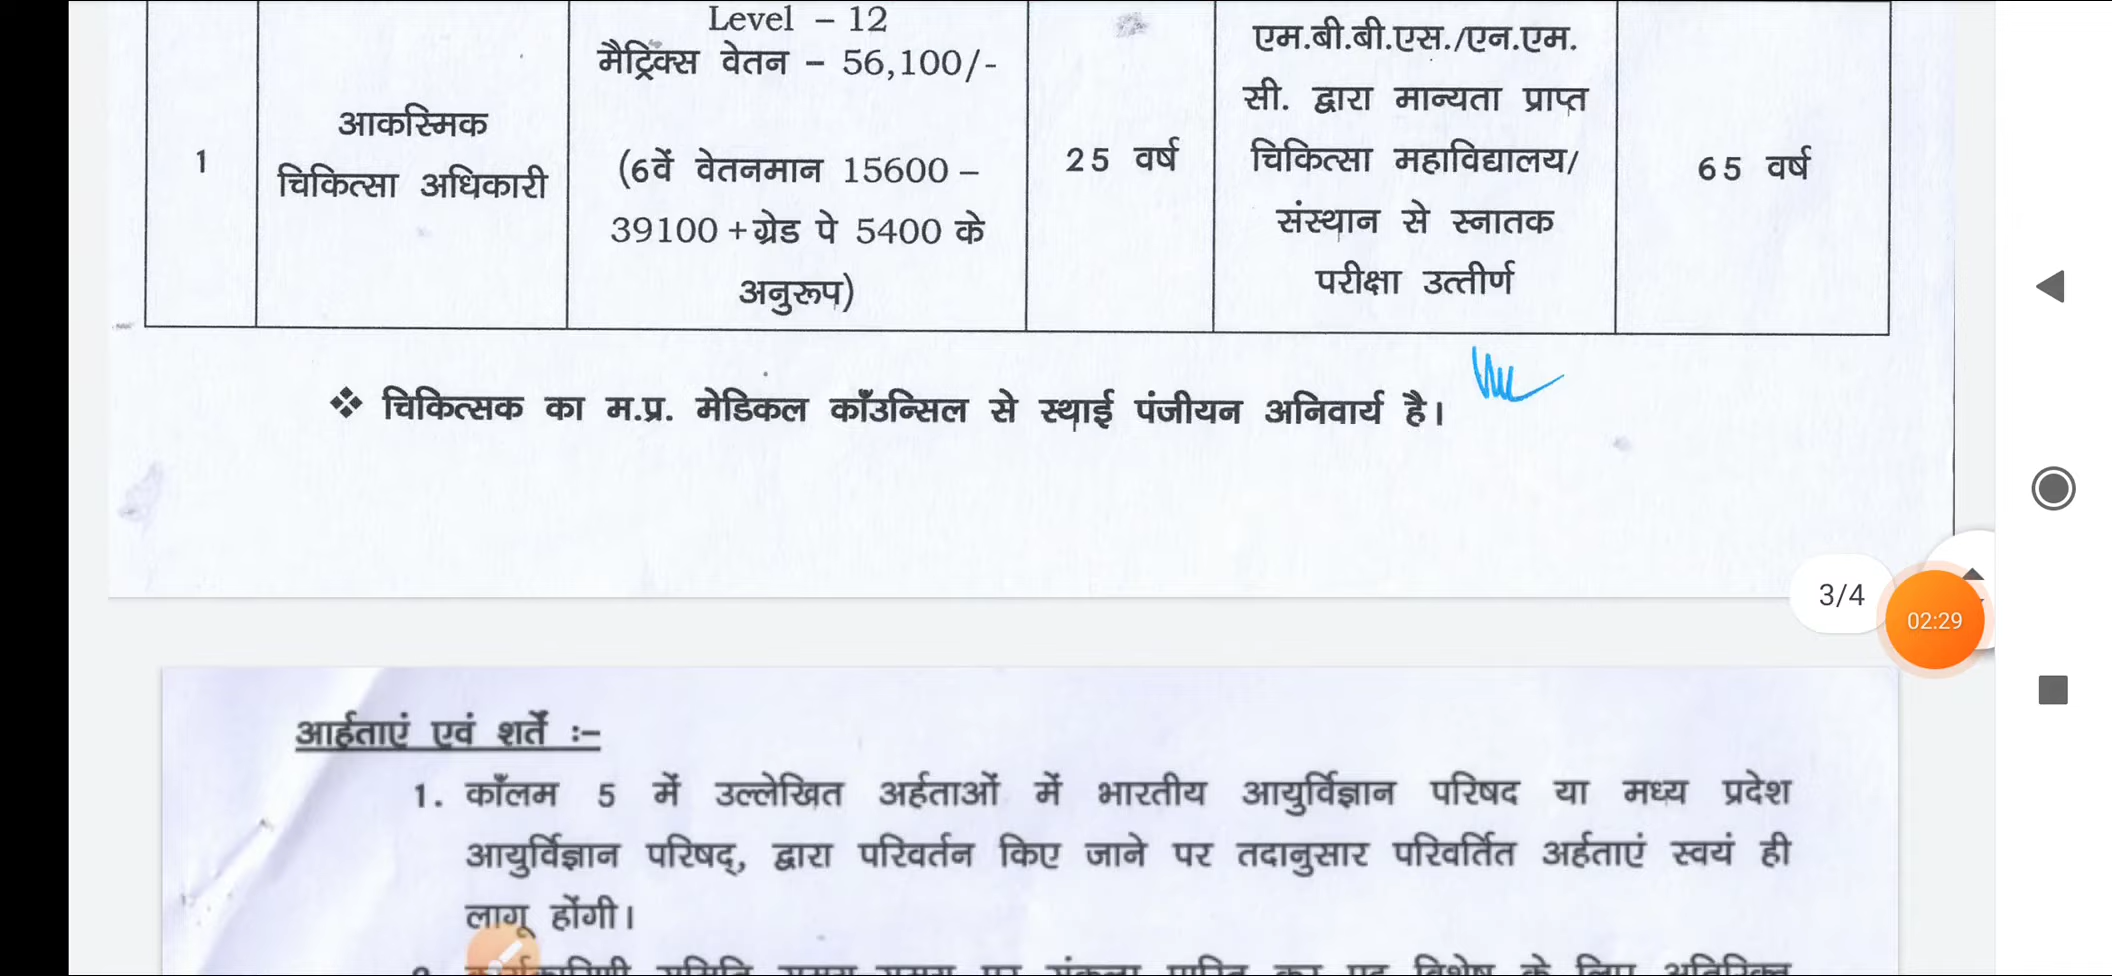 Level – 12
मैट्रिक्स वेतन – 56,100/-
(6वें वेतनमान 15600 –
39100 +ग्रेड पे 5400 के
अनुरूप)
1
आकस्मिक
चिकित्सा अधिकारी
25 वर्ष
एम.बी.बी.एस./एन.एम.
सी. द्वारा मान्यता प्राप्त
चिकित्सा महाविद्यालय/
संस्थान से स्नातक
परीक्षा उत्तीर्ण
65 वर्ष
❖ चिकित्सक का म.प्र. मेडिकल कॉउन्सिल से स्थाई पंजीयन अनिवार्य है।
3/4
02:29
आर्हताएं एवं शर्ते :–
1. कॉलम 5 में उल्लेखित अर्हताओं में भारतीय आयुर्विज्ञान परिषद या मध्य प्रदेश
आयुर्विज्ञान परिषद्, द्वारा परिवर्तन किए जाने पर तदानुसार परिवर्तित अर्हताएं स्वयं ही
लागू होंगी।